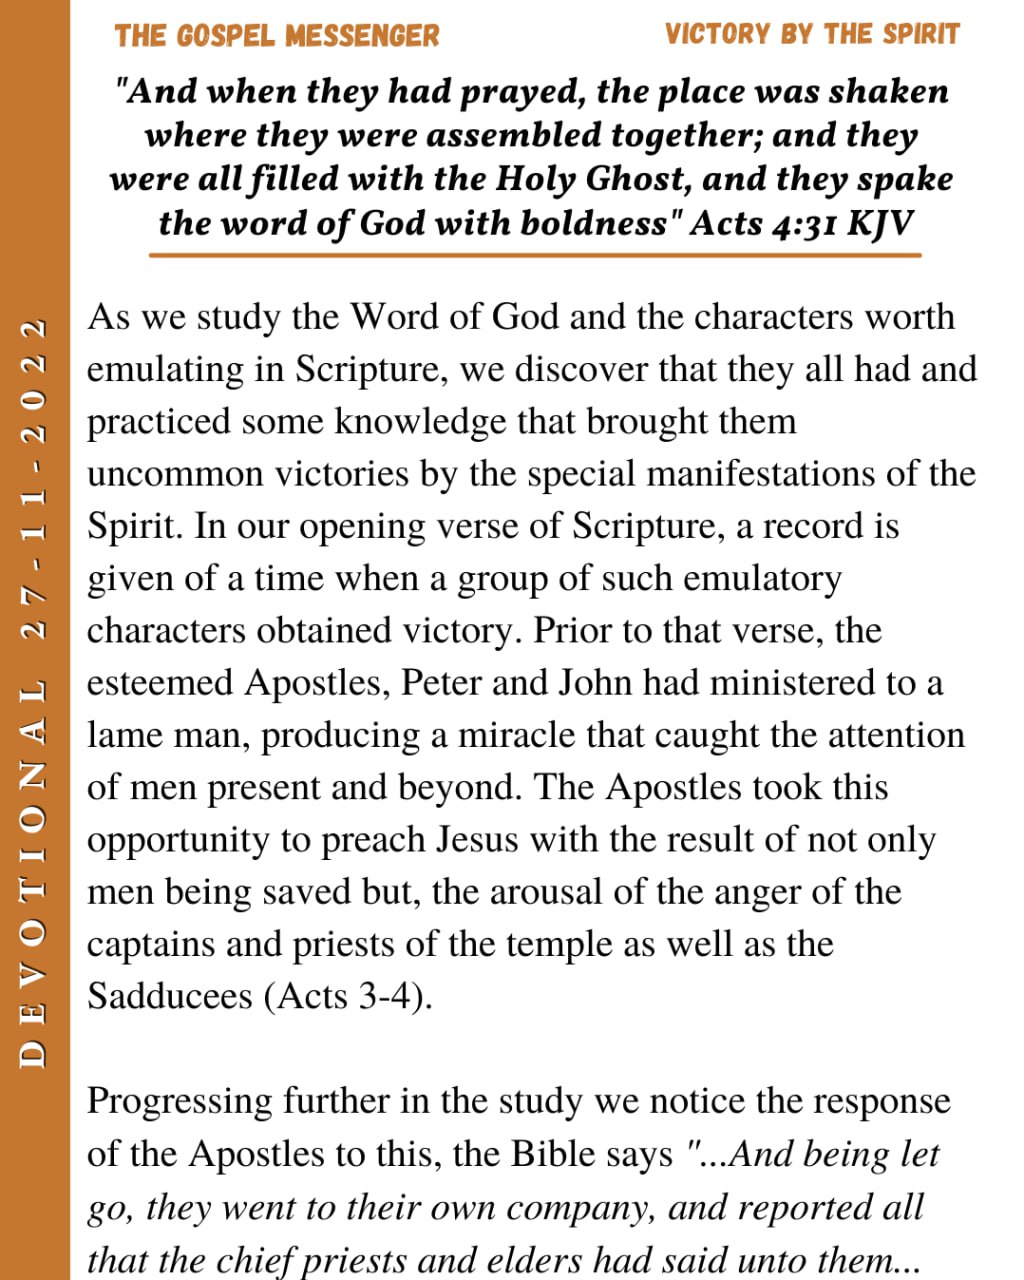 THE GOSPEL MESSENGER
VICTORY BY THE SPIRIT
"And when they had prayed, the place was shaken
where they were assembled together; and they
were all filled with the Holy Ghost, and they spake
the word of God with boldness" Acts 4:31 KJV
DEVOTIONAL 27-11-2022
As we study the Word of God and the characters worth
emulating in Scripture, we discover that they all had and
practiced some knowledge that brought them
uncommon victories by the special manifestations of the
Spirit. In our opening verse of Scripture, a record is
given of a time when a group of such emulatory
characters obtained victory. Prior to that verse, the
esteemed Apostles, Peter and John had ministered to a
lame man, producing a miracle that caught the attention
of men present and beyond. The Apostles took this
opportunity to preach Jesus with the result of not only
men being saved but, the arousal of the anger of the
captains and priests of the temple as well as the
Sadducees (Acts 3-4).
Progressing further in the study we notice the response
of the Apostles to this, the Bible says "...And being let
go, they went to their own company, and reported all
that the chief priests and elders had said unto them...